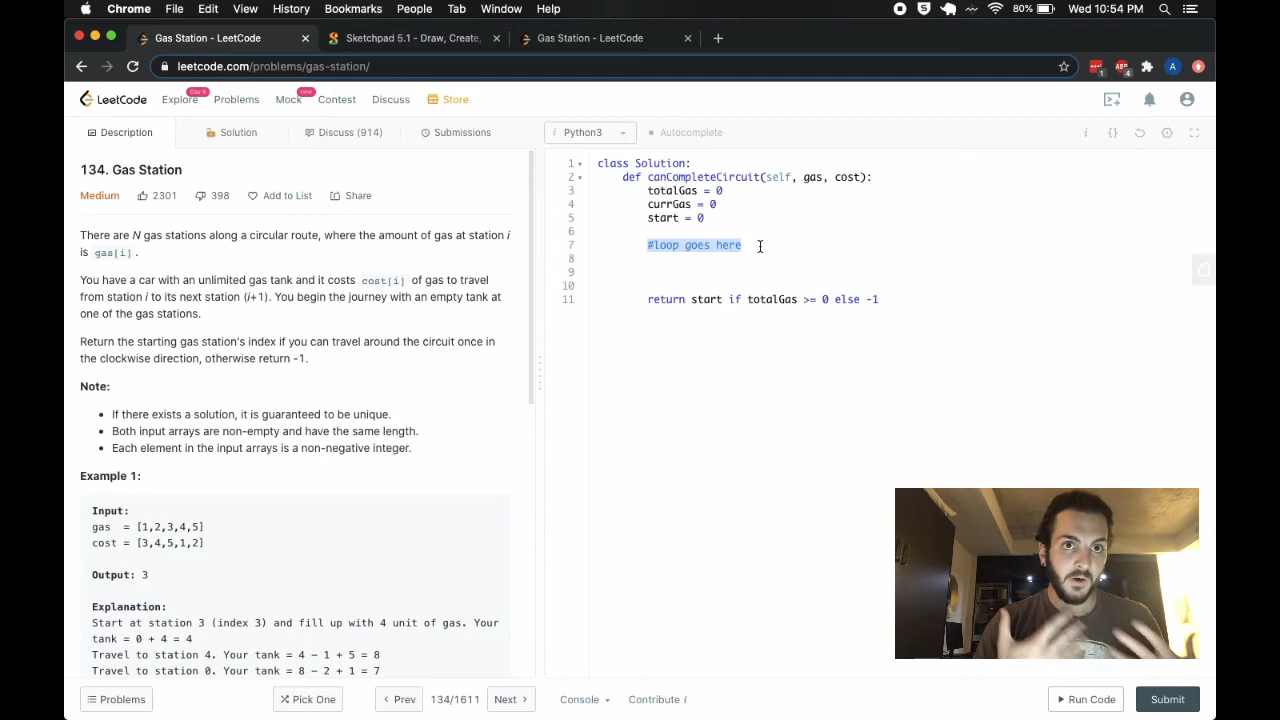 Chrome File Edit View History Bookmarks People Tab Window Help 80% Wed 10:54 PM
Gas Station - LeetCode Sketchpad 5.1 - Draw, Create, Gas Station - LeetCode
leetcode.com/problems/gas-station/ 1 4 A
LeetCode Explore Day 6 Problems Mock new Contest Discuss Store
Description Solution Discuss (914) Submissions i Python3 Autocomplete i {}
134. Gas Station
Medium 2301 398 Add to List Share
There are N gas stations along a circular route, where the amount of gas at station i
is gas[i] .
You have a car with an unlimited gas tank and it costs cost[i] of gas to travel
from station i to its next station (i+1). You begin the journey with an empty tank at
one of the gas stations.
Return the starting gas station's index if you can travel around the circuit once in
the clockwise direction, otherwise return -1.
Note:
• If there exists a solution, it is guaranteed to be unique.
• Both input arrays are non-empty and have the same length.
• Each element in the input arrays is a non-negative integer.
Example 1:
Input:
gas  = [1,2,3,4,5]
cost = [3,4,5,1,2]
Output: 3
Explanation:
Start at station 3 (index 3) and fill up with 4 unit of gas. Your
tank = 0 + 4 = 4
Travel to station 4. Your tank = 4 - 1 + 5 = 8
Travel to station 0. Your tank = 8 - 2 + 1 = 7
1 class Solution:
2 def canCompleteCircuit(self, gas, cost):
3 totalGas = 0
4 currGas = 0
5 start = 0
6
7 #loop goes here
8
9
10
11 return start if totalGas >= 0 else -1
Problems Pick One < Prev 134/1611 Next > Console Contribute i Run Code Submit